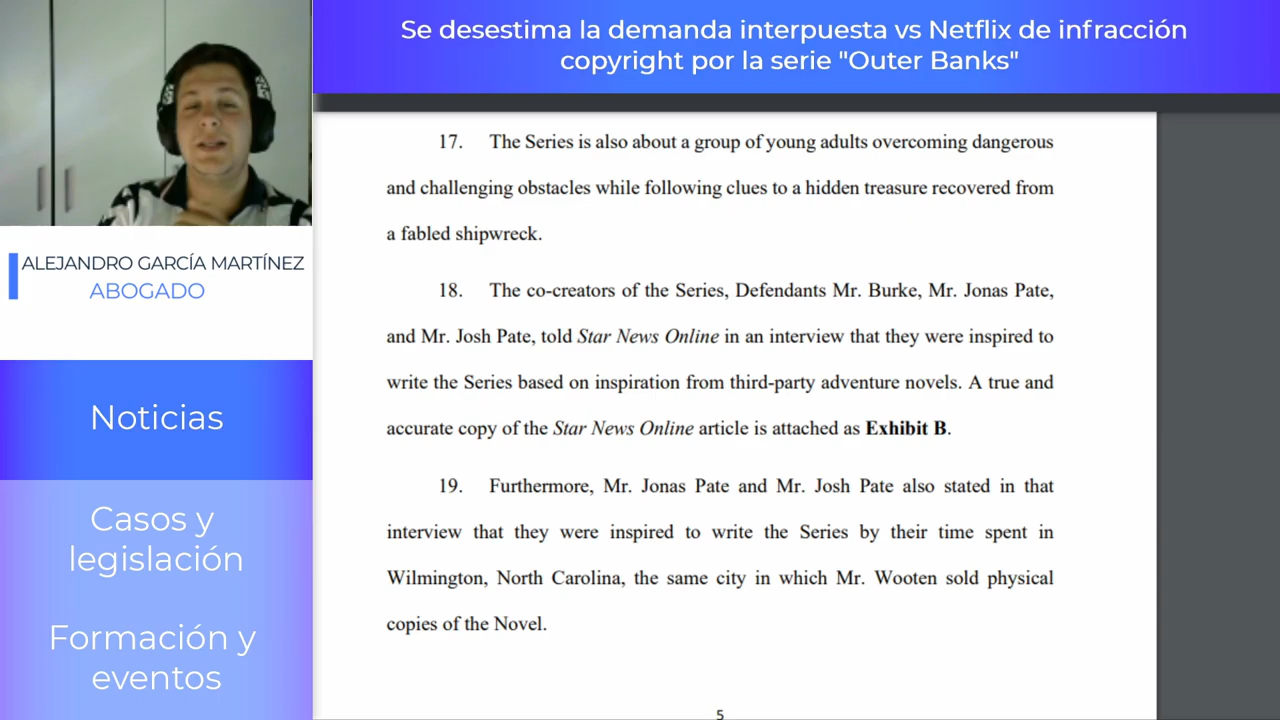 Se desestima la demanda interpuesta vs Netflix de infracción
copyright por la serie "Outer Banks"
ALEJANDRO GARCÍA MARTÍNEZ
ABOGADO
Noticias
Casos y
legislación
Formación y
eventos
17. The Series is also about a group of young adults overcoming dangerous
and challenging obstacles while following clues to a hidden treasure recovered from
a fabled shipwreck.
18. The co-creators of the Series, Defendants Mr. Burke, Mr. Jonas Pate,
and Mr. Josh Pate, told Star News Online in an interview that they were inspired to
write the Series based on inspiration from third-party adventure novels. A true and
accurate copy of the Star News Online article is attached as Exhibit B.
19. Furthermore, Mr. Jonas Pate and Mr. Josh Pate also stated in that
interview that they were inspired to write the Series by their time spent in
Wilmington, North Carolina, the same city in which Mr. Wooten sold physical
copies of the Novel.
5